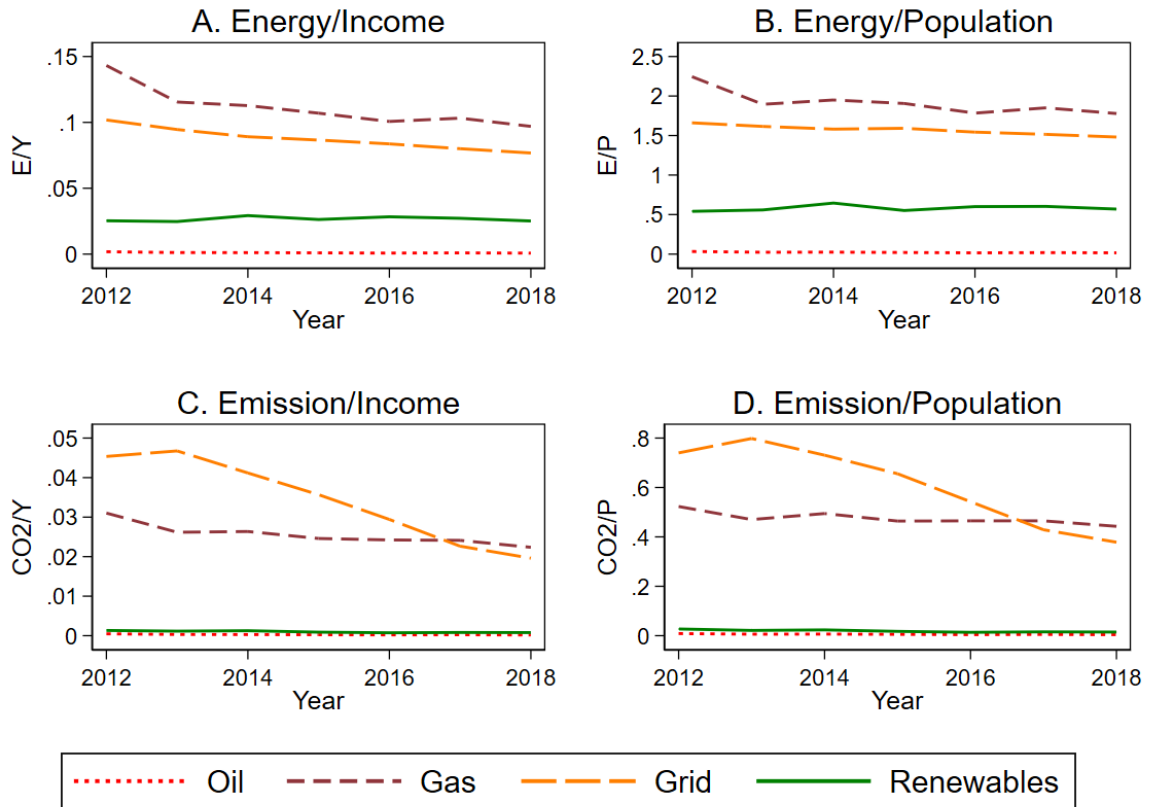 A. Energy/Income
.15
.1
.05
0
E/Y
2012 2014 2016 2018
Year
B. Energy/Population
2.5
2
1.5
1
.5
0
E/P
2012 2014 2016 2018
Year
C. Emission/Income
.05
.04
.03
.02
.01
0
CO2/Y
2012 2014 2016 2018
Year
D. Emission/Population
.8
.6
.4
.2
0
CO2/P
2012 2014 2016 2018
Year
Oil Gas Grid Renewables